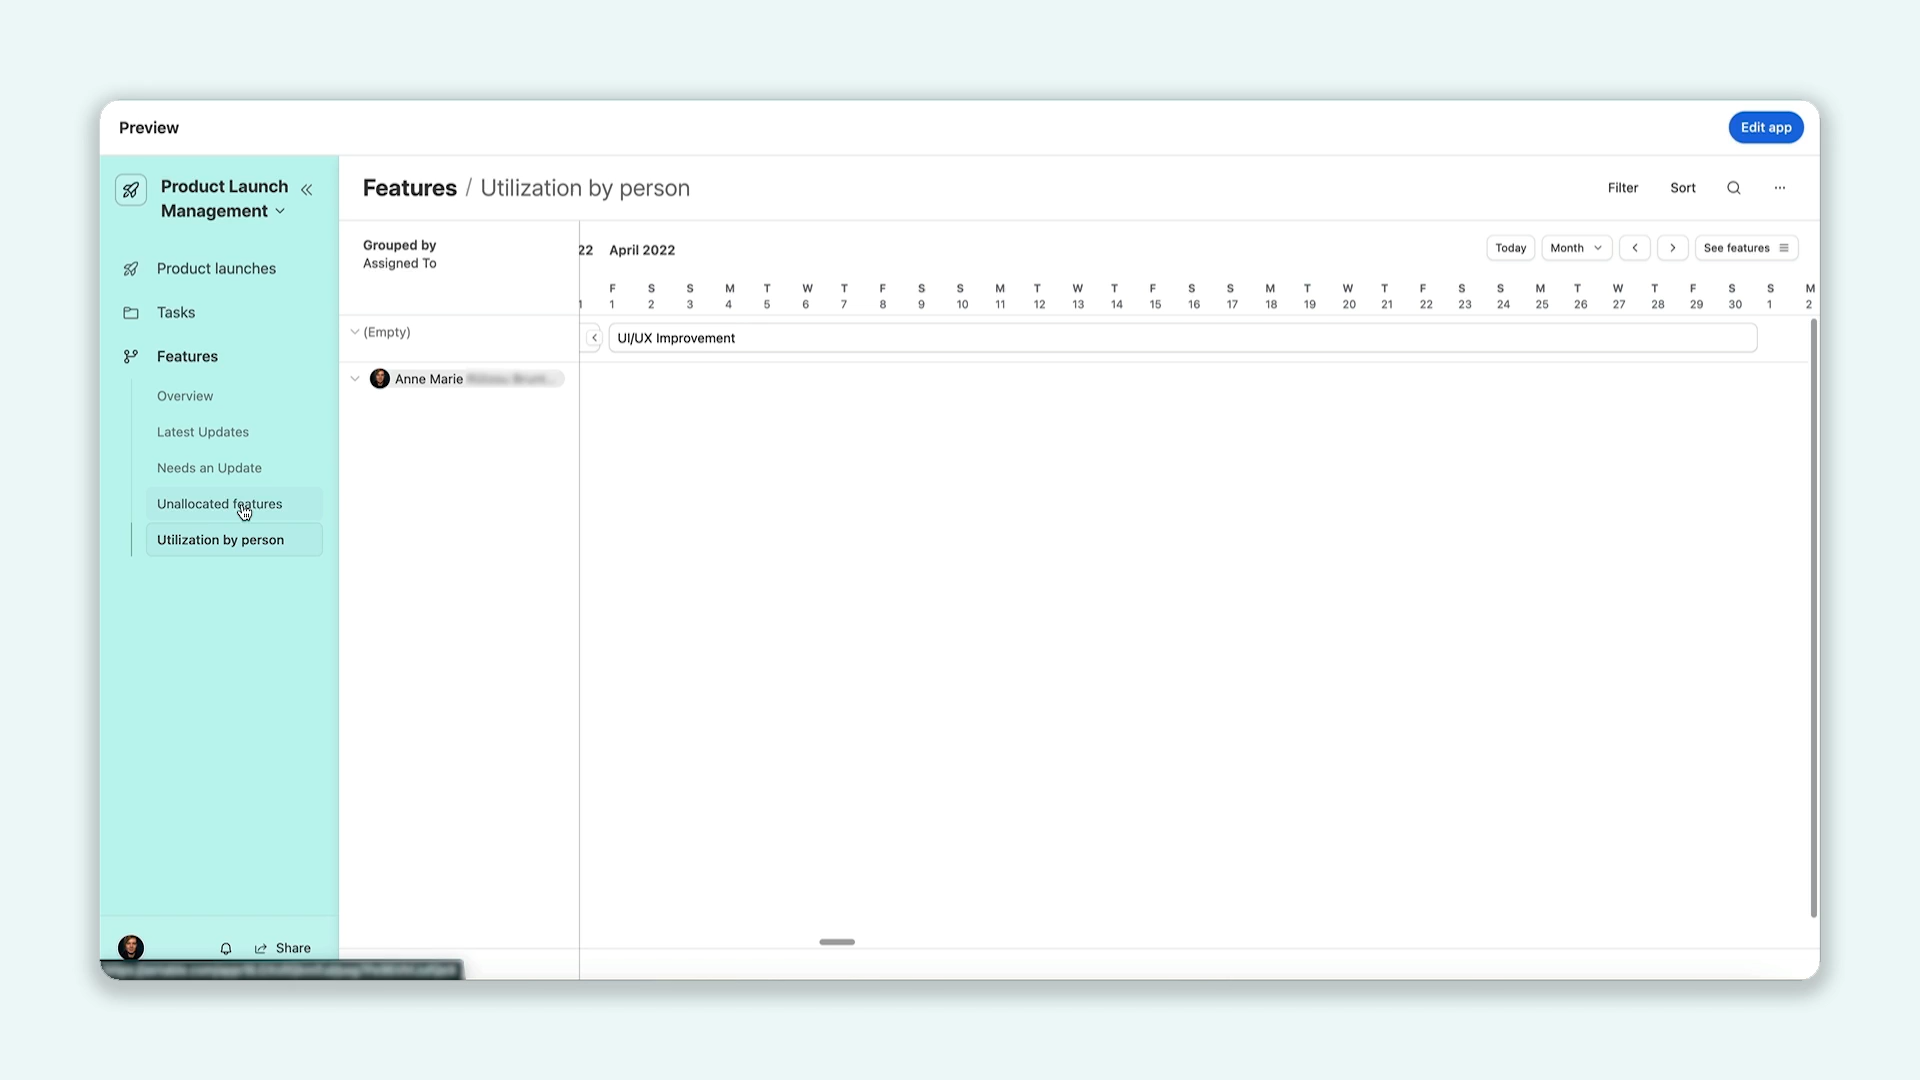 Preview
Edit app
Product Launch
Management
Product launches
Tasks
Features
Overview
Latest Updates
Needs an Update
Unallocated features
Utilization by person
Share
Features / Utilization by person
Filter
Sort
Grouped by
Assigned To
22 April 2022
Today
Month
See features
F S S M T W T F S S M T W T F S S M T W T F S S M T W T F S S M
1 1 2 3 4 5 6 7 8 9 10 11 12 13 14 15 16 17 18 19 20 21 22 23 24 25 26 27 28 29 30 1 2
(Empty)
UI/UX Improvement
Anne Marie